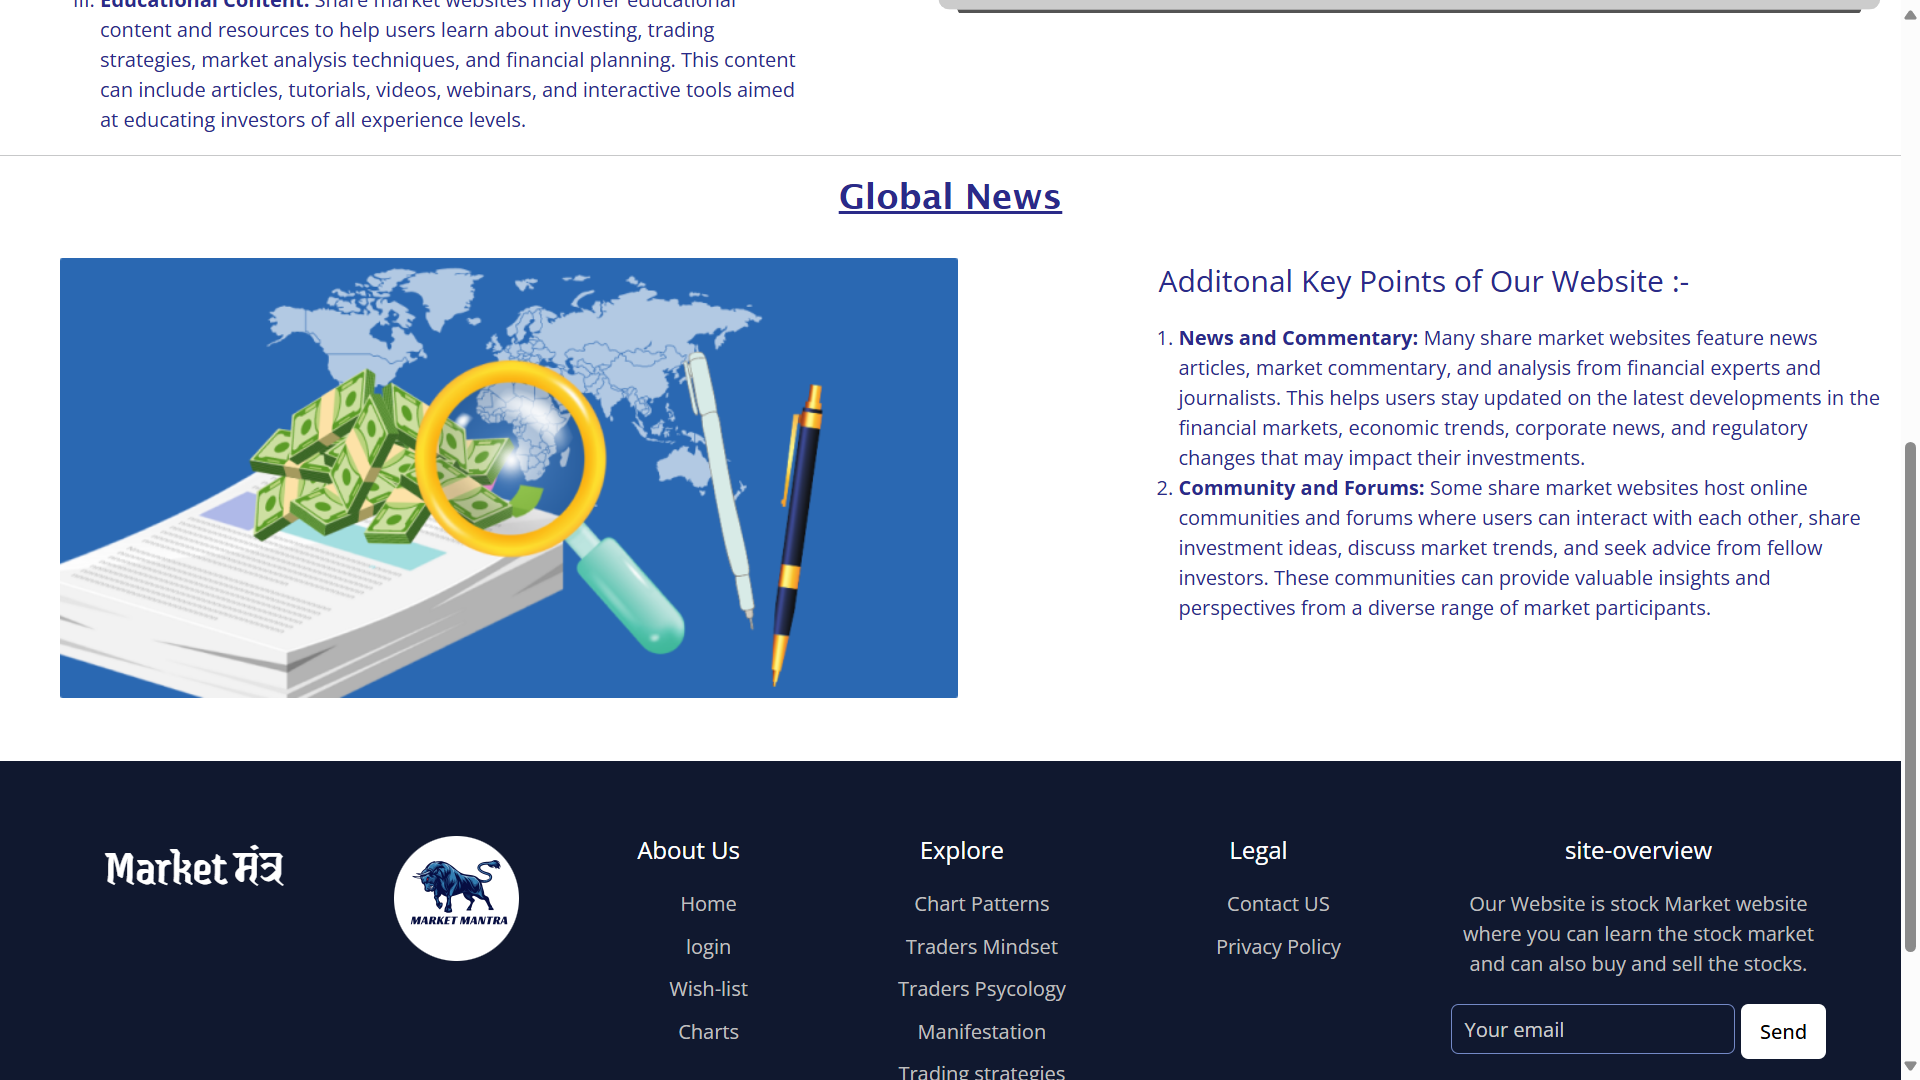 iii. Educational Content: Share market websites may offer educational
content and resources to help users learn about investing, trading
strategies, market analysis techniques, and financial planning. This content
can include articles, tutorials, videos, webinars, and interactive tools aimed
at educating investors of all experience levels.
Global News
Additonal Key Points of Our Website :-
1. News and Commentary: Many share market websites feature news
articles, market commentary, and analysis from financial experts and
journalists. This helps users stay updated on the latest developments in the
financial markets, economic trends, corporate news, and regulatory
changes that may impact their investments.
2. Community and Forums: Some share market websites host online
communities and forums where users can interact with each other, share
investment ideas, discuss market trends, and seek advice from fellow
investors. These communities can provide valuable insights and
perspectives from a diverse range of market participants.
Market मंत्र
MARKET MANTRA
About Us
Home
login
Wish-list
Charts
Explore
Chart Patterns
Traders Mindset
Traders Psycology
Manifestation
Trading strategies
Legal
Contact US
Privacy Policy
site-overview
Our Website is stock Market website
where you can learn the stock market
and can also buy and sell the stocks.
Your email
Send